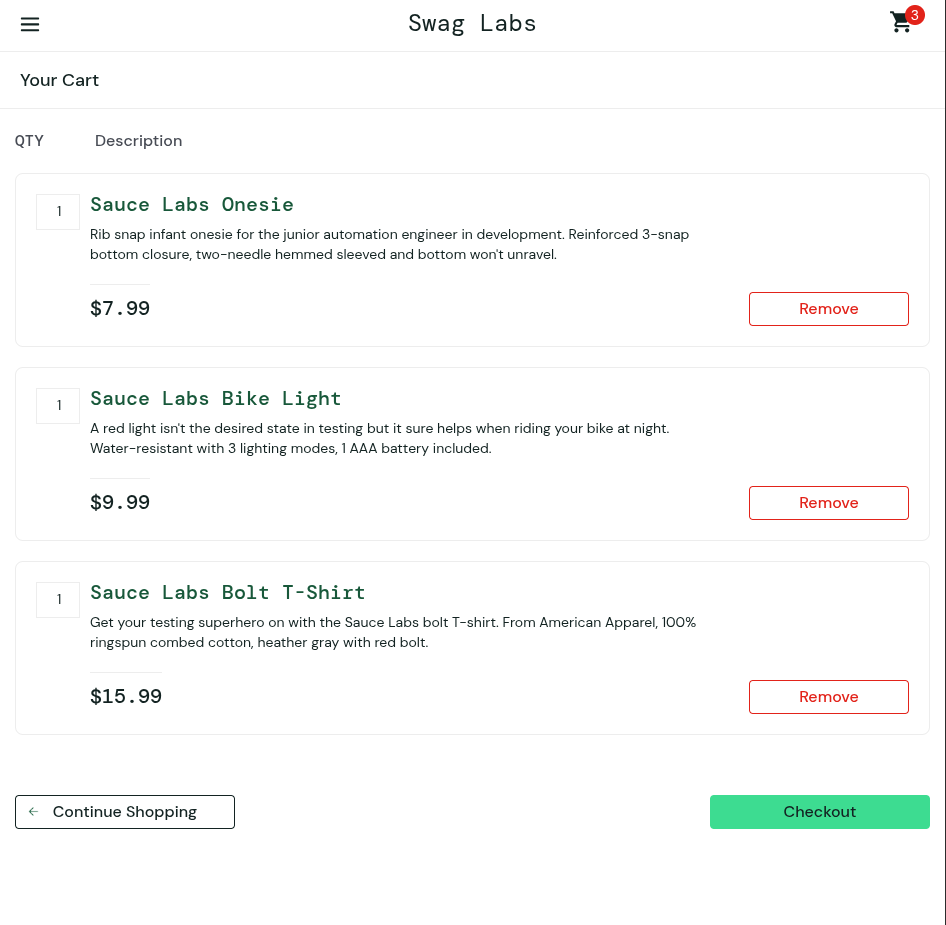 Swag Labs
3
Your Cart
QTY Description
1
Sauce Labs Onesie
Rib snap infant onesie for the junior automation engineer in development. Reinforced 3-snap
bottom closure, two-needle hemmed sleeved and bottom won't unravel.
$7.99
Remove
1
Sauce Labs Bike Light
A red light isn't the desired state in testing but it sure helps when riding your bike at night.
Water-resistant with 3 lighting modes, 1 AAA battery included.
$9.99
Remove
1
Sauce Labs Bolt T-Shirt
Get your testing superhero on with the Sauce Labs bolt T-shirt. From American Apparel, 100%
ringspun combed cotton, heather gray with red bolt.
$15.99
Remove
Continue Shopping
Checkout